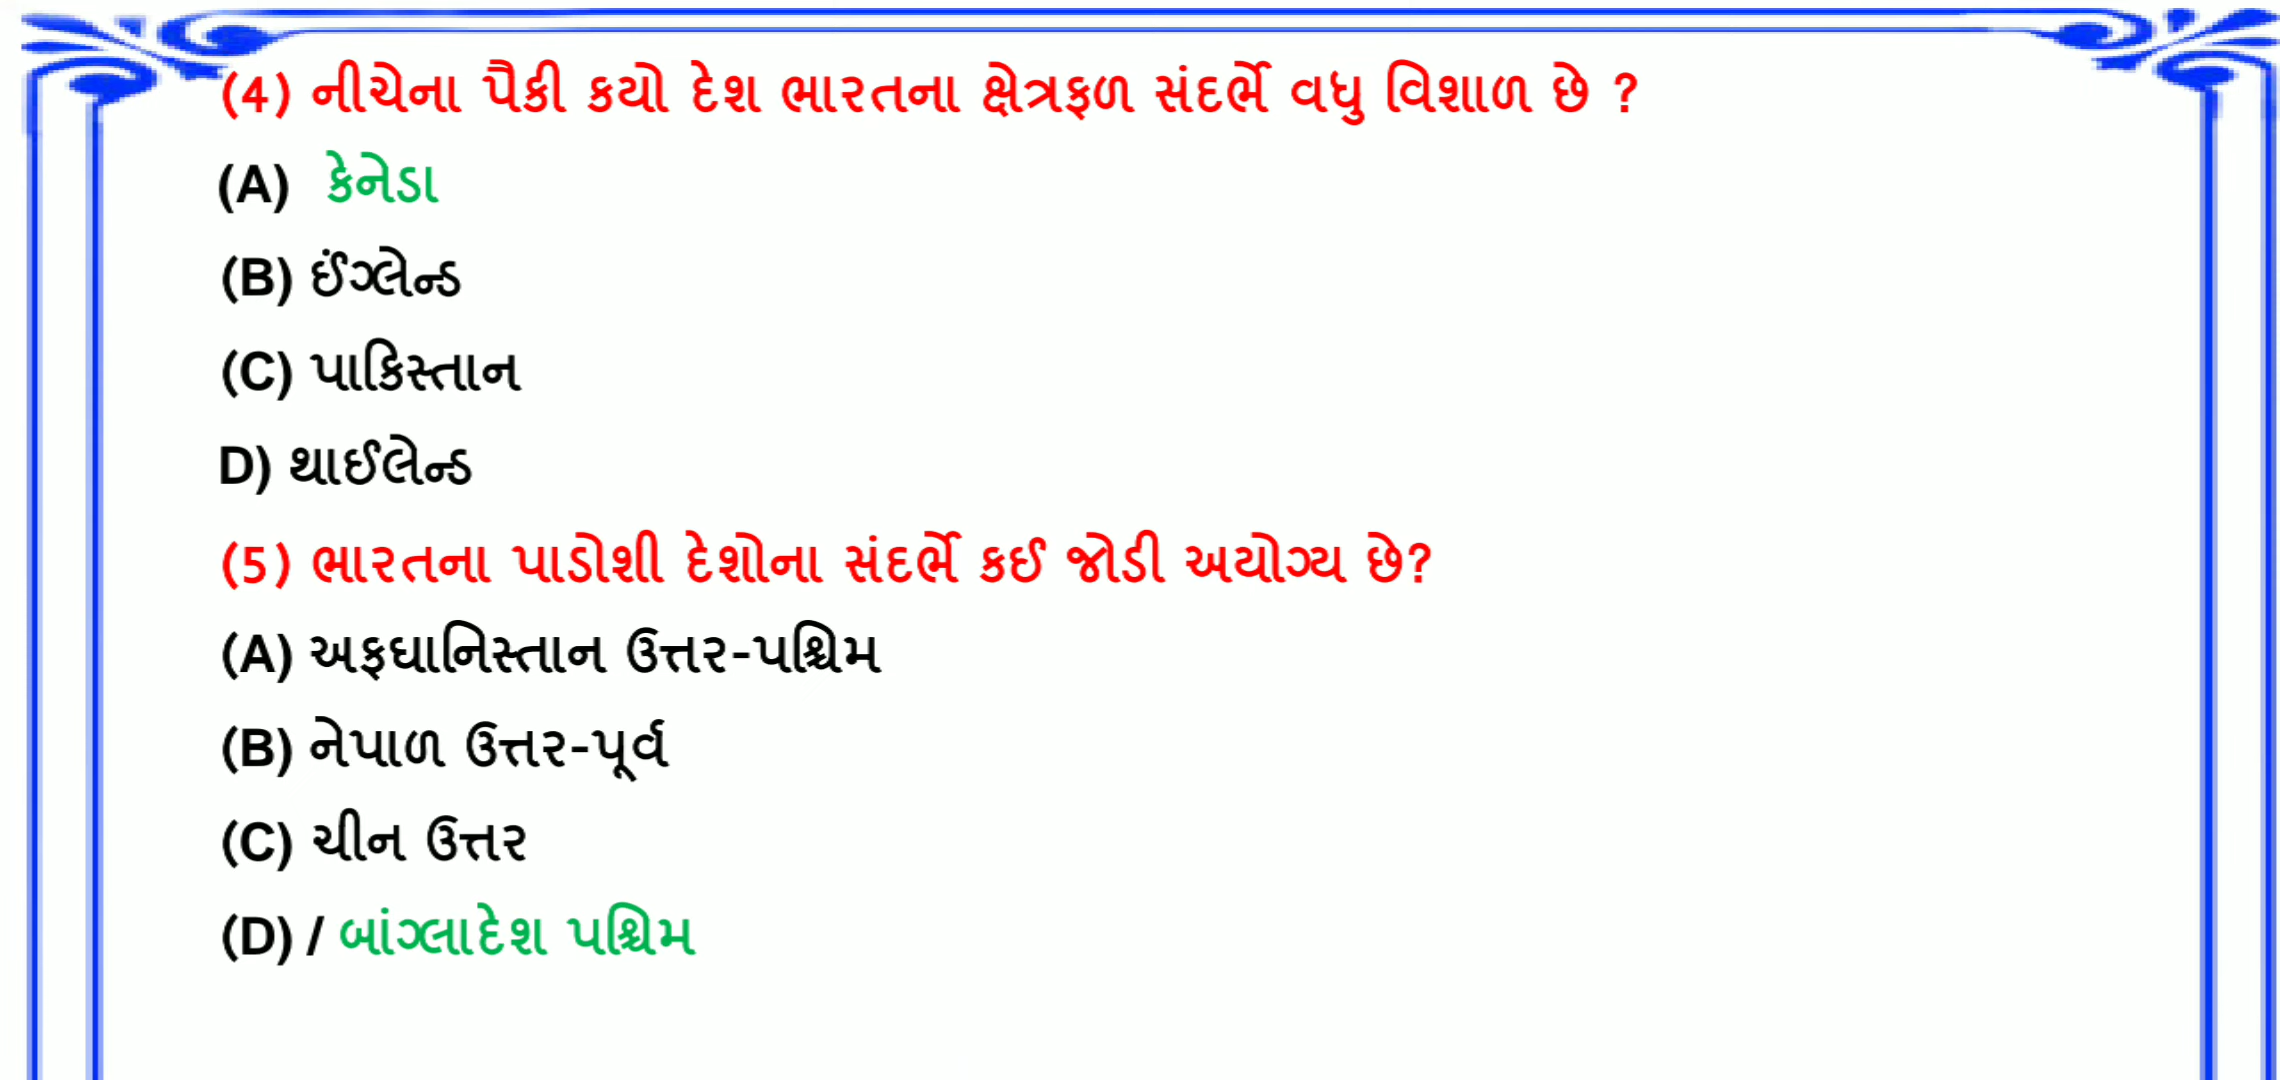 (4) નીચેના પૈકી કયો દેશ ભારતના ક્ષેત્રફળ સંદર્ભે વધુ વિશાળ છે ?
(A) કેનેડા
(B) ઈંગ્લેન્ડ
(C) પાકિસ્તાન
D) થાઈલેન્ડ
(5) ભારતના પાડોશી દેશોના સંદર્ભે કઈ જોડી અયોગ્ય છે?
(A) અફઘાનિસ્તાન ઉત્તર-પશ્ચિમ
(B) નેપાળ ઉત્તર-પૂર્વ
(C) ચીન ઉત્તર
(D) / બાંગ્લાદેશ પશ્ચિમ